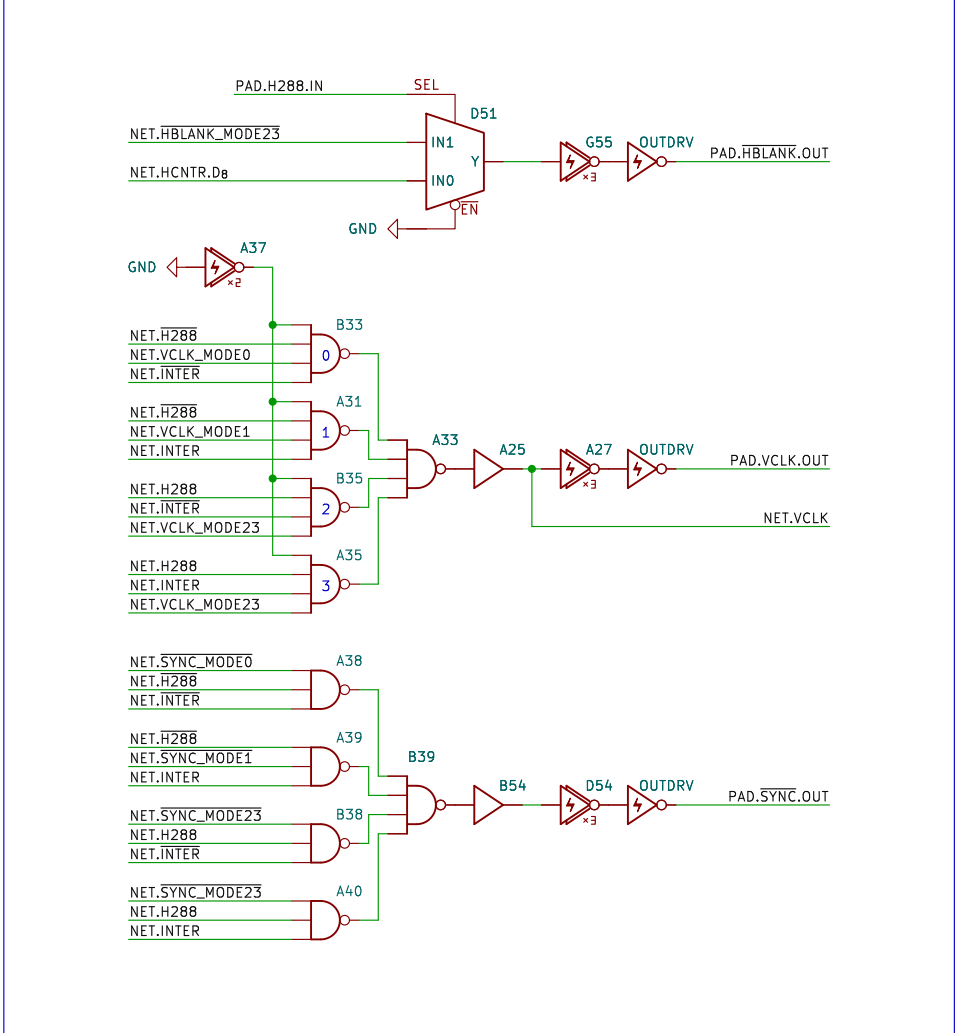 PAD.H288.IN
SEL
D51
NET.HBLANK_MODE23
IN1
G55
OUTDRV
Y
PAD.HBLANK.OUT
×3
NET.HCNTR.D8
IN0
EN
GND
A37
GND
×2
B33
NET.H288
NET.VCLK_MODE0
0
NET.INTER
A31
NET.H288
NET.VCLK_MODE1
1
NET.INTER
A33
A25
A27
OUTDRV
PAD.VCLK.OUT
×3
B35
NET.H288
NET.INTER
2
NET.VCLK_MODE23
NET.VCLK
A35
NET.H288
NET.INTER
3
NET.VCLK_MODE23
A38
NET.SYNC_MODE0
NET.H288
NET.INTER
A39
NET.H288
NET.SYNC_MODE1
NET.INTER
B39
B54
D54
OUTDRV
PAD.SYNC.OUT
×3
B38
NET.SYNC_MODE23
NET.H288
NET.INTER
A40
NET.SYNC_MODE23
NET.H288
NET.INTER